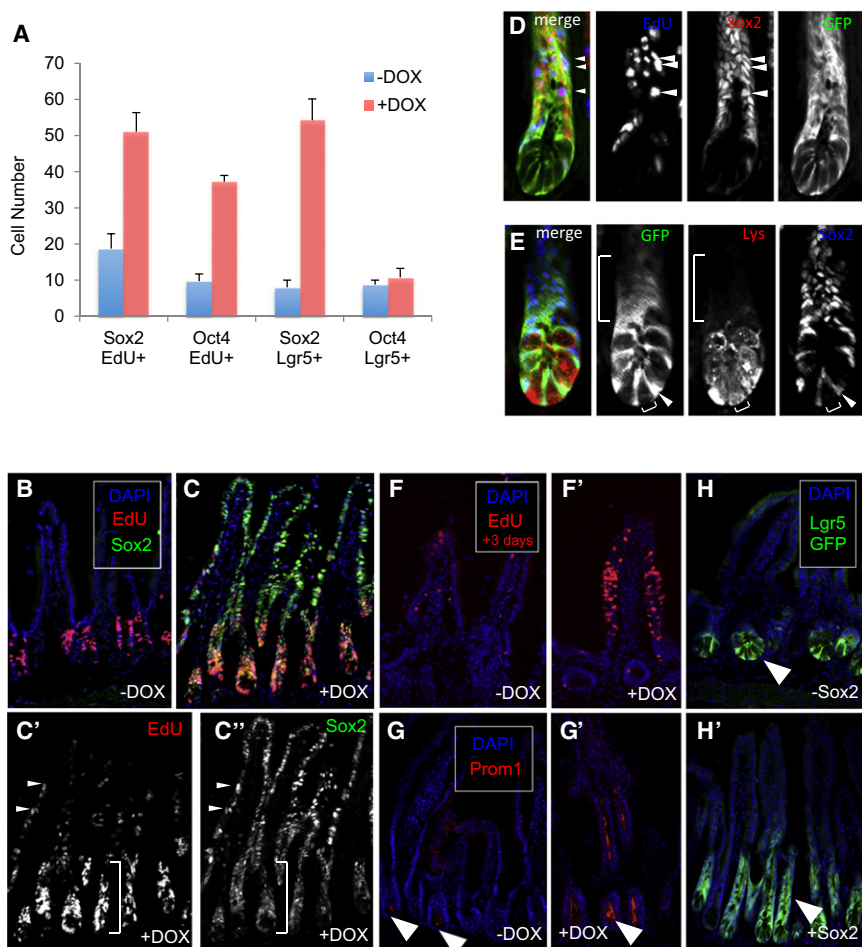 A
70
60
50
40
30
20
10
0
Cell Number
-DOX
+DOX
Sox2 EdU+
Oct4 EdU+
Sox2 Lgr5+
Oct4 Lgr5+
D
merge
EdU
Sox2
GFP
E
merge
GFP
Lys
Sox2
B
DAPI
EdU
Sox2
-DOX
C
+DOX
F
DAPI
EdU
+3 days
-DOX
F'
+DOX
H
DAPI
Lgr5
GFP
-Sox2
C'
EdU
+DOX
C''
Sox2
+DOX
G
DAPI
Prom1
-DOX
G'
+DOX
H'
+Sox2